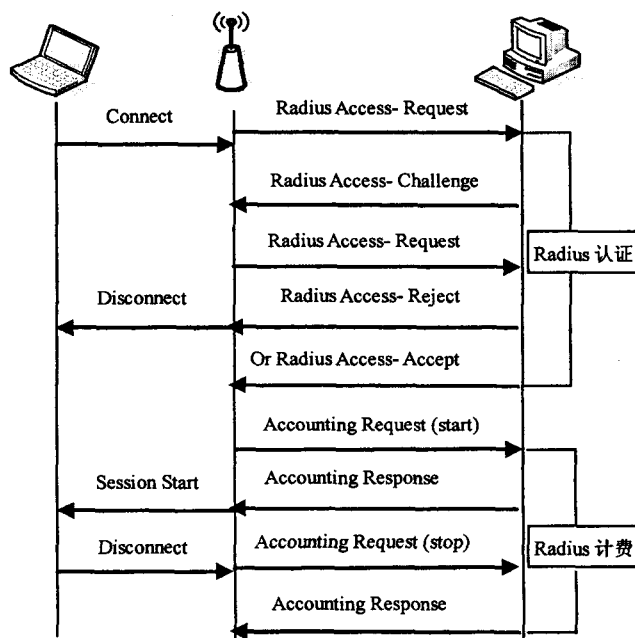 Connect
Radius Access- Request
Radius Access- Challenge
Radius Access- Request
Radius 认证
Disconnect
Radius Access- Reject
Or Radius Access- Accept
Accounting Request (start)
Session Start
Accounting Response
Disconnect
Accounting Request (stop)
Radius 计费
Accounting Response